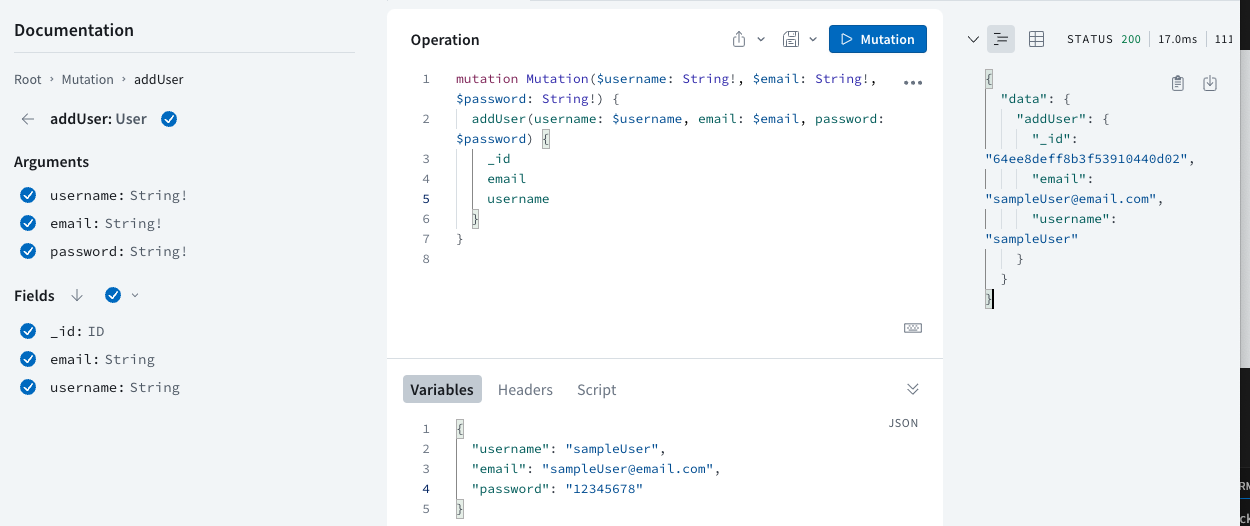 Documentation
Root › Mutation › addUser
addUser: User
Arguments
username: String!
email: String!
password: String!
Fields
_id: ID
email: String
username: String
Operation
Mutation
1 mutation Mutation($username: String!, $email: String!,
$password: String!) {
2 addUser(username: $username, email: $email, password:
$password) {
3 _id
4 email
5 username
6 }
7 }
8
Variables Headers Script
JSON
1 {
2 "username": "sampleUser",
3 "email": "sampleUser@email.com",
4 "password": "12345678"
5 }
STATUS 200 17.0ms 111
{
"data": {
"addUser": {
"_id":
"64ee8deff8b3f53910440d02",
"email":
"sampleUser@email.com",
"username":
"sampleUser"
}
}
}